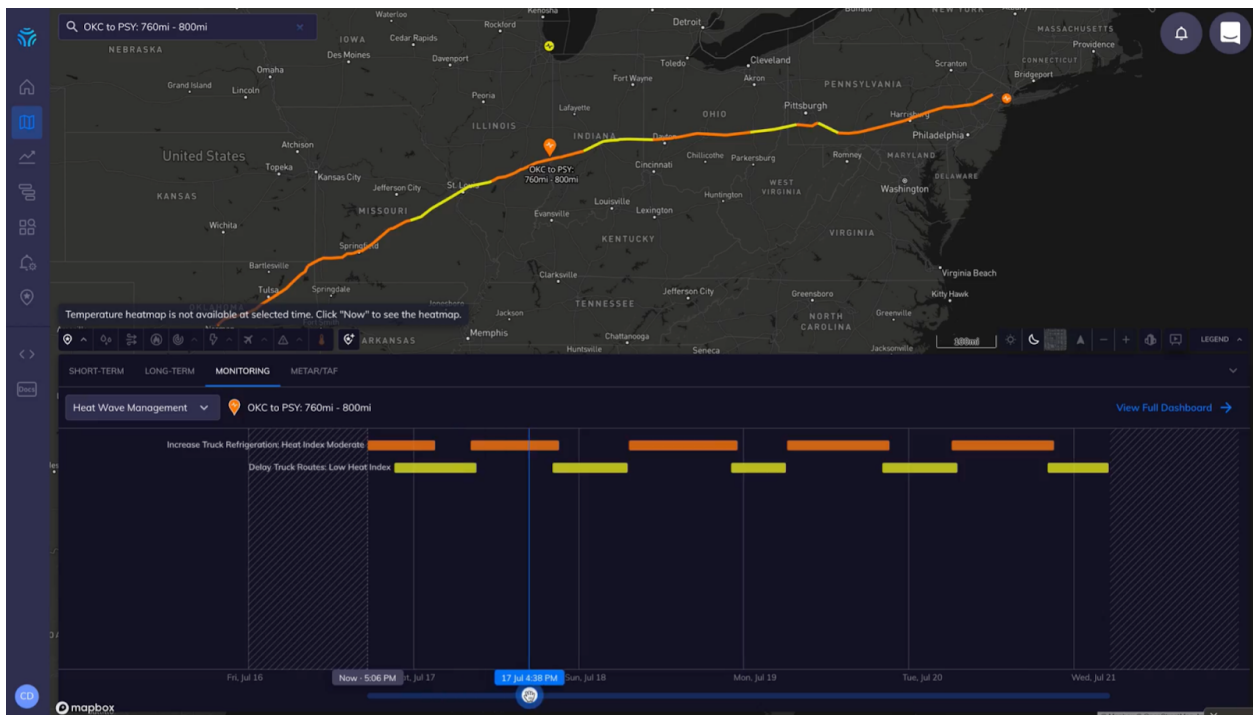 OKC to PSY: 760mi - 800mi
NEBRASKA
Grand Island
Lincoln
Omaha
IOWA
Waterloo
Cedar Rapids
Des Moines
Davenport
Rockford
Kenosha
Peoria
ILLINOIS
Detroit
Toledo
Cleveland
Akron
Fort Wayne
Lafayette
INDIANA
OHIO
Dayton
Pittsburgh
PENNSYLVANIA
Scranton
Harrisburg
Philadelphia
NEW YORK
MASSACHUSETTS
Providence
CONNECTICUT
Bridgeport
United States
Atchison
Topeka
Kansas City
Jefferson City
St. Louis
KANSAS
MISSOURI
Wichita
Springfield
OKC to PSY:
760mi - 800mi
Cincinnati
Chillicothe
Parkersburg
Romney
MARYLAND
DELAWARE
Washington
WEST
VIRGINIA
Huntington
Louisville
Lexington
Evansville
KENTUCKY
VIRGINIA
Bartlesville
Tulsa
Springdale
Clarksville
Virginia Beach
Kitty Hawk
Jefferson City
Greensboro
TENNESSEE
NORTH
CAROLINA
Greenville
Jacksonville
OKLAHOMA
Norman
Jonesboro
Jackson
Memphis
ARKANSAS
Chattanooga
Huntsville
Seneca
Temperature heatmap is not available at selected time. Click "Now" to see the heatmap.
100mi
LEGEND
Docs
SHORT-TERM
LONG-TERM
MONITORING
METAR/TAF
Heat Wave Management
OKC to PSY: 760mi - 800mi
View Full Dashboard
Increase Truck Refrigeration: Heat Index Moderate
Delay Truck Routes: Low Heat Index
Fri, Jul 16
Now - 5:06 PM
t, Jul 17
17 Jul 4:38 PM
Sun, Jul 18
Mon, Jul 19
Tue, Jul 20
Wed, Jul 21
CD
mapbox